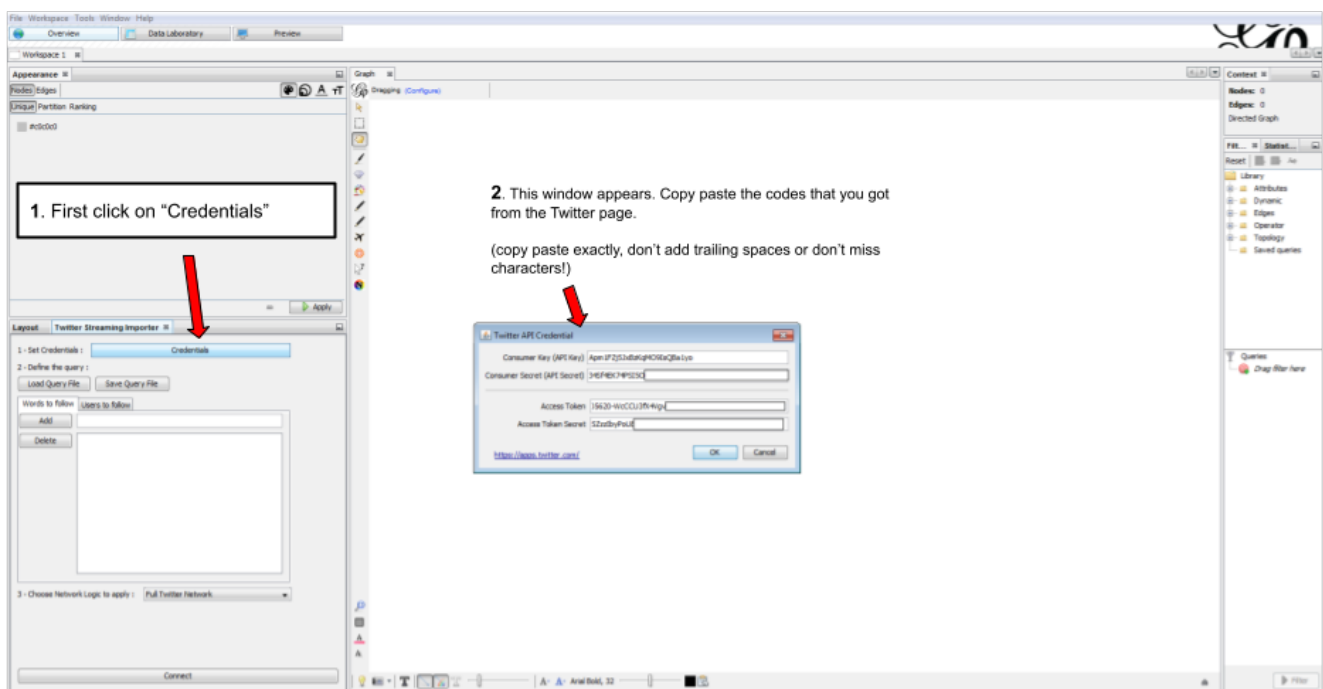 File Workspace Tools Window Help
Overview Data Laboratory Preview
Workspace 1
Appearance
Nodes Edges
Unique Partition Ranking
#c0c0c0
Apply
1. First click on “Credentials”
Layout Twitter Streaming Importer
1 - Set Credentials :
Credentials
2 - Define the query :
Load Query File Save Query File
Words to follow Users to follow
Add
Delete
3 - Choose Network Logic to apply : Full Twitter Network
Connect
Graph
Dragging (Configure)
2. This window appears. Copy paste the codes that you got
from the Twitter page.
(copy paste exactly, don’t add trailing spaces or don’t miss
characters!)
Twitter API Credential
Consumer Key (API Key)
Consumer Secret (API Secret)
Access Token
Access Token Secret
https://apps.twitter.com/
OK Cancel
T
A- A- Arial Bold, 32
Context
Nodes: 0
Edges: 0
Directed Graph
Filt... Statist...
Reset
Library
Attributes
Dynamic
Edges
Operator
Topology
Saved queries
Queries
Drag filter here
Filter